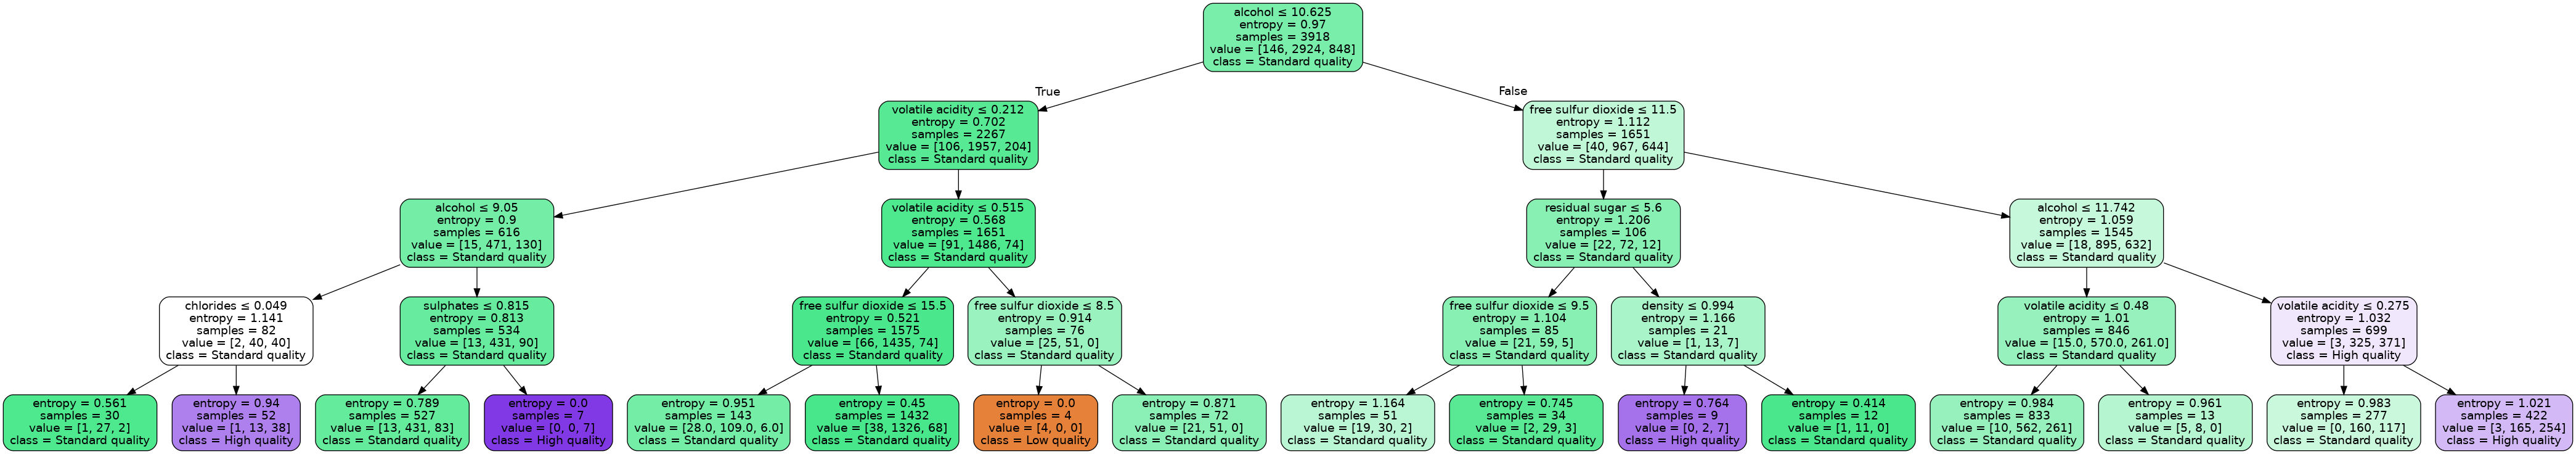 alcohol ≤ 10.625
entropy = 0.97
samples = 3918
value = [146, 2924, 848]
class = Standard quality
True
False
volatile acidity ≤ 0.212
entropy = 0.702
samples = 2267
value = [106, 1957, 204]
class = Standard quality
free sulfur dioxide ≤ 11.5
entropy = 1.112
samples = 1651
value = [40, 967, 644]
class = Standard quality
alcohol ≤ 9.05
entropy = 0.9
samples = 616
value = [15, 471, 130]
class = Standard quality
volatile acidity ≤ 0.515
entropy = 0.568
samples = 1651
value = [91, 1486, 74]
class = Standard quality
residual sugar ≤ 5.6
entropy = 1.206
samples = 106
value = [22, 72, 12]
class = Standard quality
alcohol ≤ 11.742
entropy = 1.059
samples = 1545
value = [18, 895, 632]
class = Standard quality
chlorides ≤ 0.049
entropy = 1.141
samples = 82
value = [2, 40, 40]
class = Standard quality
sulphates ≤ 0.815
entropy = 0.813
samples = 534
value = [13, 431, 90]
class = Standard quality
free sulfur dioxide ≤ 15.5
entropy = 0.521
samples = 1575
value = [66, 1435, 74]
class = Standard quality
free sulfur dioxide ≤ 8.5
entropy = 0.914
samples = 76
value = [25, 51, 0]
class = Standard quality
free sulfur dioxide ≤ 9.5
entropy = 1.104
samples = 85
value = [21, 59, 5]
class = Standard quality
density ≤ 0.994
entropy = 1.166
samples = 21
value = [1, 13, 7]
class = Standard quality
volatile acidity ≤ 0.48
entropy = 1.01
samples = 846
value = [15.0, 570.0, 261.0]
class = Standard quality
volatile acidity ≤ 0.275
entropy = 1.032
samples = 699
value = [3, 325, 371]
class = High quality
entropy = 0.561
samples = 30
value = [1, 27, 2]
class = Standard quality
entropy = 0.94
samples = 52
value = [1, 13, 38]
class = High quality
entropy = 0.789
samples = 527
value = [13, 431, 83]
class = Standard quality
entropy = 0.0
samples = 7
value = [0, 0, 7]
class = High quality
entropy = 0.951
samples = 143
value = [28.0, 109.0, 6.0]
class = Standard quality
entropy = 0.45
samples = 1432
value = [38, 1326, 68]
class = Standard quality
entropy = 0.0
samples = 4
value = [4, 0, 0]
class = Low quality
entropy = 0.871
samples = 72
value = [21, 51, 0]
class = Standard quality
entropy = 1.164
samples = 51
value = [19, 30, 2]
class = Standard quality
entropy = 0.745
samples = 34
value = [2, 29, 3]
class = Standard quality
entropy = 0.764
samples = 9
value = [0, 2, 7]
class = High quality
entropy = 0.414
samples = 12
value = [1, 11, 0]
class = Standard quality
entropy = 0.984
samples = 833
value = [10, 562, 261]
class = Standard quality
entropy = 0.961
samples = 13
value = [5, 8, 0]
class = Standard quality
entropy = 0.983
samples = 277
value = [0, 160, 117]
class = Standard quality
entropy = 1.021
samples = 422
value = [3, 165, 254]
class = High quality